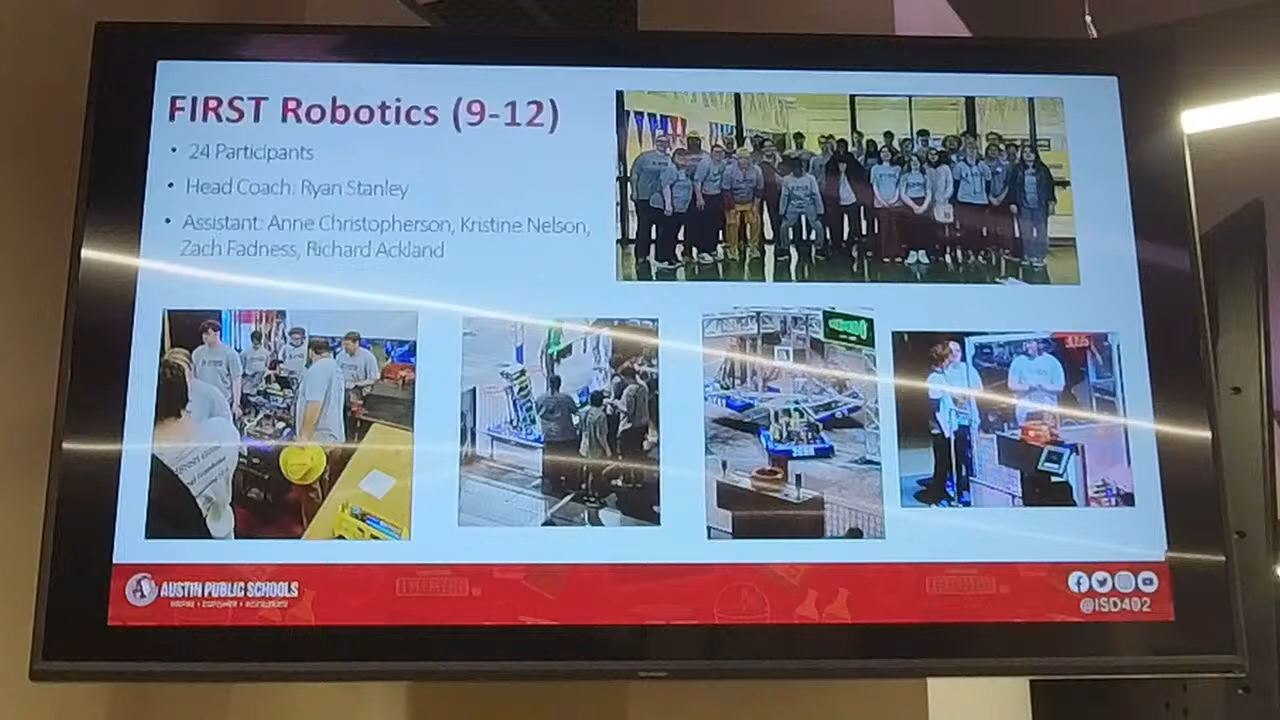 FIRST Robotics (9-12)
• 24 Participants
• Head Coach: Ryan Stanley
• Assistant: Anne Christopherson, Kristine Nelson,
Zach Fadness, Richard Ackland
AUSTIN PUBLIC SCHOOLS
@ISD492